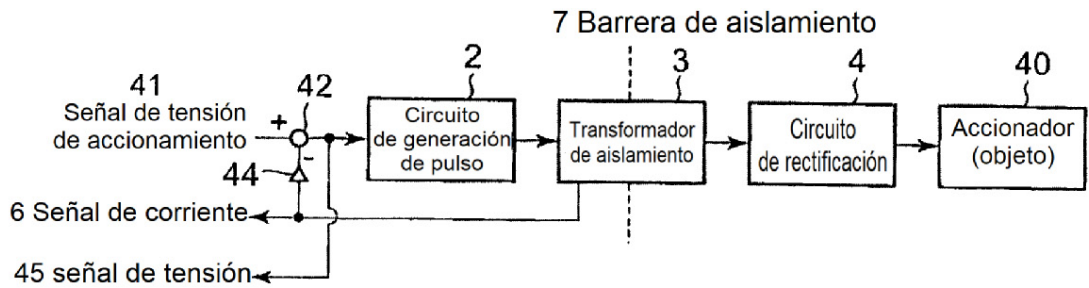 7 Barrera de aislamiento
41
Señal de tensión
de accionamiento
+
42
-
44
2
Circuito
de generación
de pulso
3
Transformador
de aislamiento
4
Circuito
de rectificación
40
Accionador
(objeto)
6 Señal de corriente
45 señal de tensión